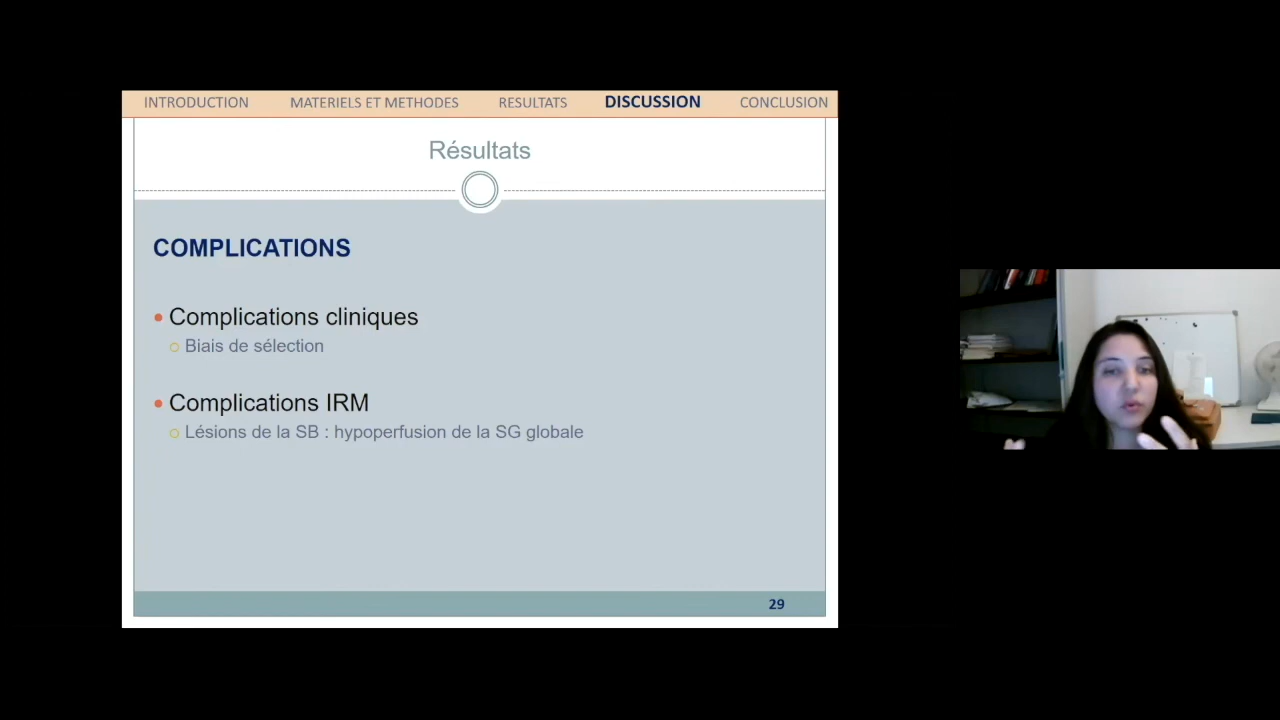 INTRODUCTION MATERIELS ET METHODES RESULTATS DISCUSSION CONCLUSION
Résultats
COMPLICATIONS
Complications cliniques
Biais de sélection
Complications IRM
Lésions de la SB : hypoperfusion de la SG globale
29